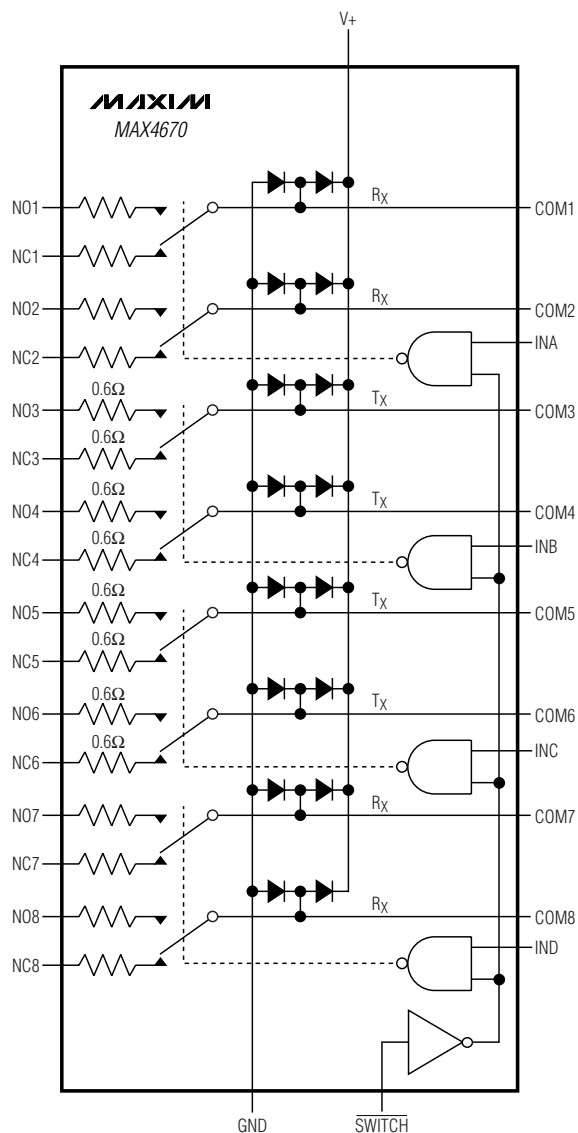 V+
MAXIM
MAX4670
NO1
RX
COM1
NC1
NO2
RX
COM2
NC2
INA
0.6Ω
NO3
TX
COM3
0.6Ω
NC3
0.6Ω
NO4
TX
COM4
0.6Ω
NC4
INB
0.6Ω
NO5
TX
COM5
0.6Ω
NC5
0.6Ω
NO6
TX
COM6
0.6Ω
NC6
INC
NO7
RX
COM7
NC7
NO8
RX
COM8
NC8
IND
GND
SWITCH